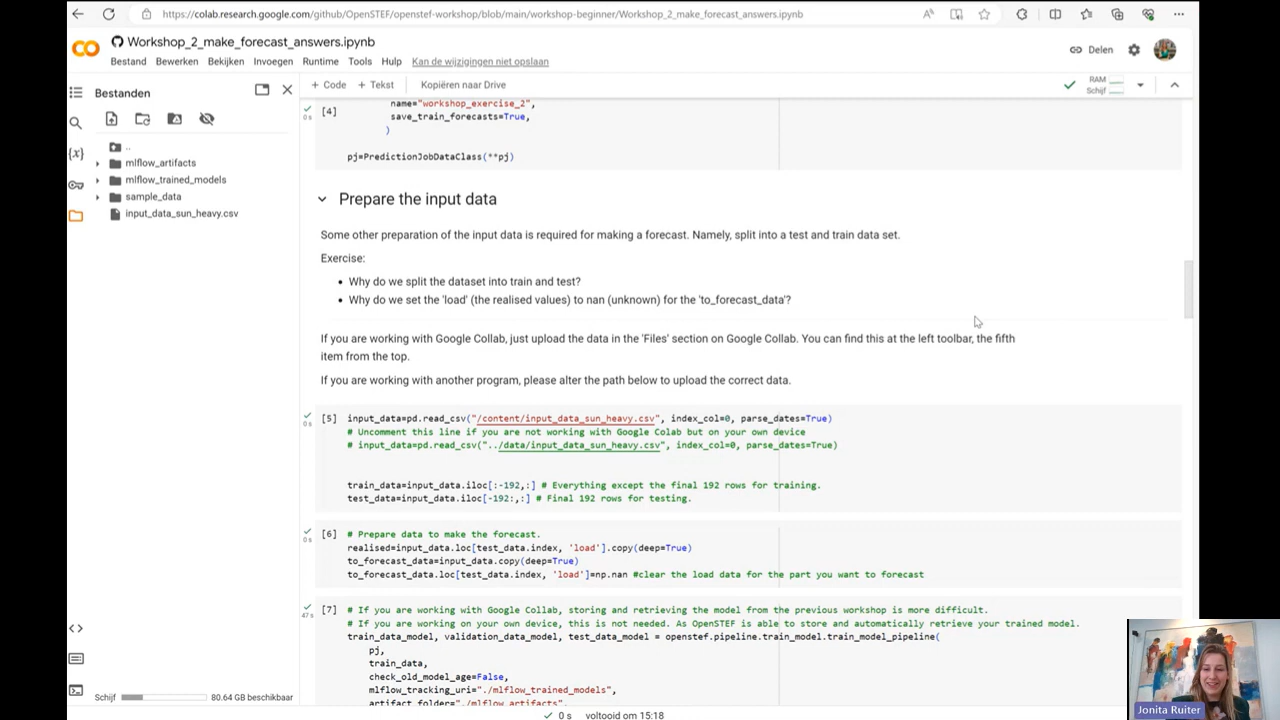 https://colab.research.google.com/github/OpenSTEF/openstef-workshop/blob/main/workshop-beginner/Workshop_2_make_forecast_answers.ipynb
Workshop_2_make_forecast_answers.ipynb
Delen
Bestand Bewerken Bekijken Invoegen Runtime Tools Help Kan de wijzigingen niet opslaan
Bestanden
+ Code + Tekst Kopiëren naar Drive
RAM
Schijf
..
mlflow_artifacts
mlflow_trained_models
sample_data
input_data_sun_heavy.csv
Schijf 80.64 GB beschikbaar
[4] name="workshop_exercise_2",
0s
save_train_forecasts=True,
)
pj=PredictionJobDataClass(**pj)
Prepare the input data
Some other preparation of the input data is required for making a forecast. Namely, split into a test and train data set.
Exercise:
• Why do we split the dataset into train and test?
• Why do we set the 'load' (the realised values) to nan (unknown) for the 'to_forecast_data'?
If you are working with Google Collab, just upload the data in the 'Files' section on Google Collab. You can find this at the left toolbar, the fifth
item from the top.
If you are working with another program, please alter the path below to upload the correct data.
[5] input_data=pd.read_csv("/content/input_data_sun_heavy.csv", index_col=0, parse_dates=True)
0s
# Uncomment this line if you are not working with Google Colab but on your own device
# input_data=pd.read_csv("../data/input_data_sun_heavy.csv", index_col=0, parse_dates=True)
train_data=input_data.iloc[:-192,:] # Everything except the final 192 rows for training.
test_data=input_data.iloc[-192:,:] # Final 192 rows for testing.
[6] # Prepare data to make the forecast.
0s
realised=input_data.loc[test_data.index, 'load'].copy(deep=True)
to_forecast_data=input_data.copy(deep=True)
to_forecast_data.loc[test_data.index, 'load']=np.nan #clear the load data for the part you want to forecast
[7] # If you are working with Google Collab, storing and retrieving the model from the previous workshop is more difficult.
47s
# If you are working on your own device, this is not needed. As OpenSTEF is able to store and automatically retrieve your trained model.
train_data_model, validation_data_model, test_data_model = openstef.pipeline.train_model.train_model_pipeline(
pj,
train_data,
check_old_model_age=False,
mlflow_tracking_uri="./mlflow_trained_models",
artifact_folder="./mlflow_artifacts",
0 s voltooid om 15:18
Jonita Ruiter